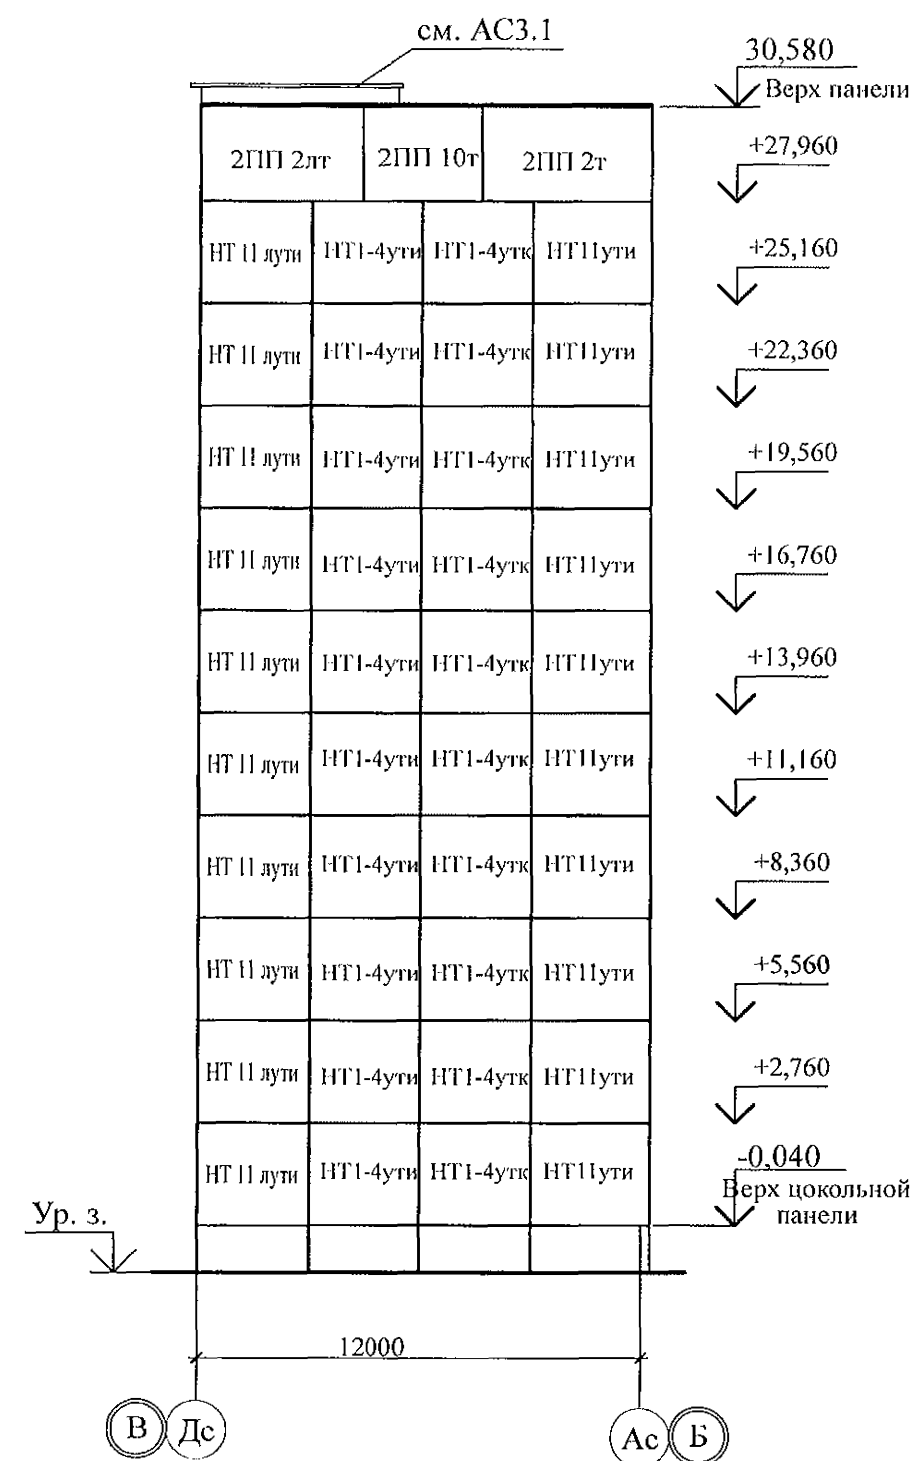 см. АС3.1
30,580
Верх панели
2ПП 2лт 2ПП 10т 2ПП 2т
+27,960
НТ 11 лути НТ1-4ути НТ1-4утк НТ11ути
+25,160
НТ 11 лути НТ1-4ути НТ1-4утк НТ11ути
+22,360
НТ 11 лути НТ1-4ути НТ1-4утк НТ11ути
+19,560
НТ 11 лути НТ1-4ути НТ1-4утк НТ11ути
+16,760
НТ 11 лути НТ1-4ути НТ1-4утк НТ11ути
+13,960
НТ 11 лути НТ1-4ути НТ1-4утк НТ11ути
+11,160
НТ 11 лути НТ1-4ути НТ1-4утк НТ11ути
+8,360
НТ 11 лути НТ1-4ути НТ1-4утк НТ11ути
+5,560
НТ 11 лути НТ1-4ути НТ1-4утк НТ11ути
+2,760
НТ 11 лути НТ1-4ути НТ1-4утк НТ11ути
-0,040
Верх цокольной
панели
Ур. з.
12000
В Дс Ас Б